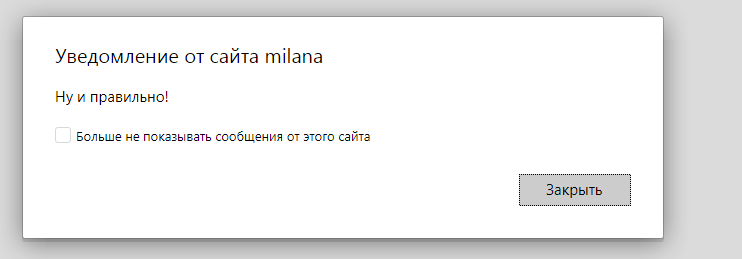 Уведомление от сайта milana
Ну и правильно!
Больше не показывать сообщения от этого сайта
Закрыть